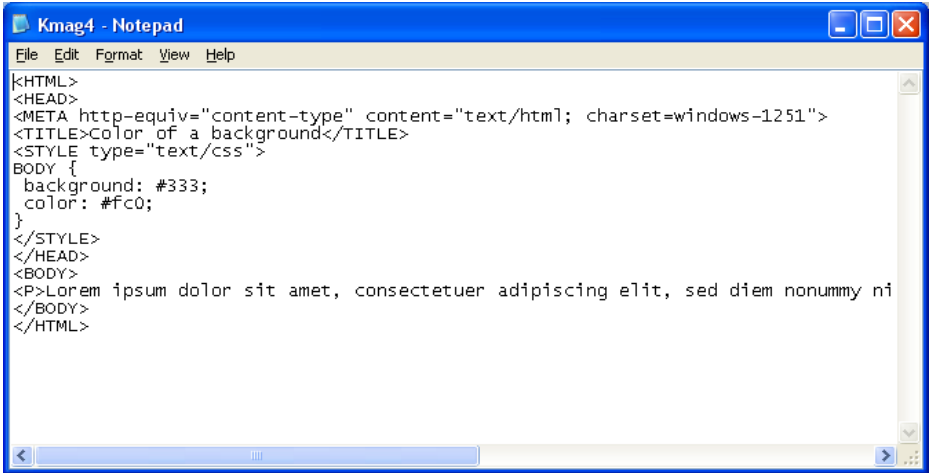 Kmag4 - Notepad
File Edit Format View Help
<HTML>
<HEAD>
<META http-equiv="content-type" content="text/html; charset=windows-1251">
<TITLE>Color of a background</TITLE>
<STYLE type="text/css">
BODY {
 background: #333;
 color: #fc0;
}
</STYLE>
</HEAD>
<BODY>
<P>Lorem ipsum dolor sit amet, consectetuer adipiscing elit, sed diem nonummy ni
</BODY>
</HTML>